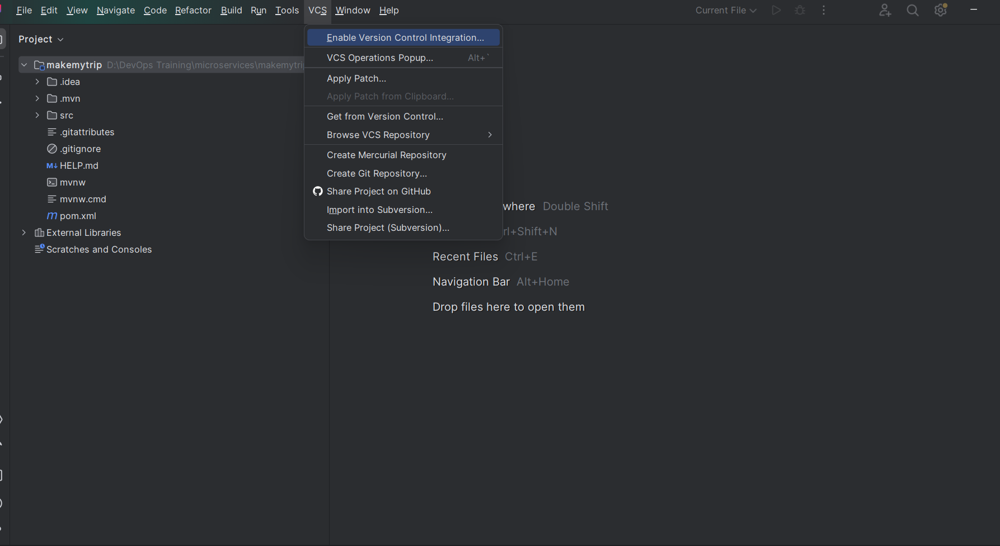 File Edit View Navigate Code Refactor Build Run Tools VCS Window Help Current File
Project
makemytrip D:\DevOps Training\microservices\makemytrip
.idea
.mvn
src
.gitattributes
.gitignore
M↓ HELP.md
mvnw
mvnw.cmd
m pom.xml
External Libraries
Scratches and Consoles
Enable Version Control Integration...
VCS Operations Popup... Alt+`
Apply Patch...
Apply Patch from Clipboard...
Get from Version Control...
Browse VCS Repository
Create Mercurial Repository
Create Git Repository...
Share Project on GitHub
Import into Subversion...
Share Project (Subversion)...
where Double Shift
rl+Shift+N
Recent Files Ctrl+E
Navigation Bar Alt+Home
Drop files here to open them